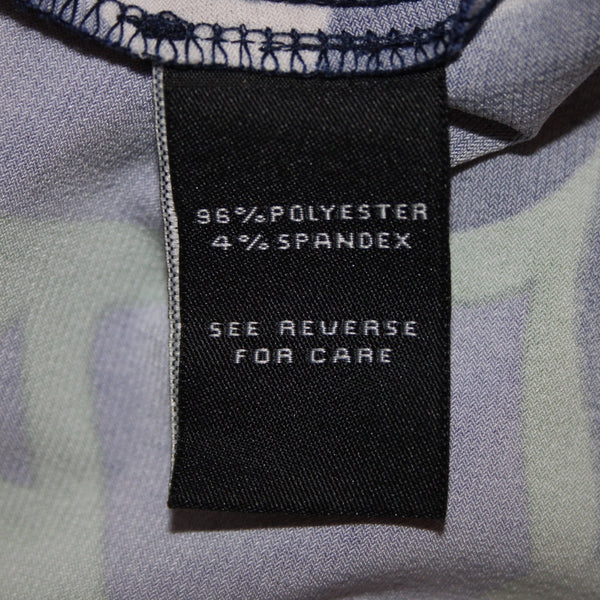 96% POLYESTER
4% SPANDEX
SEE REVERSE
FOR CARE